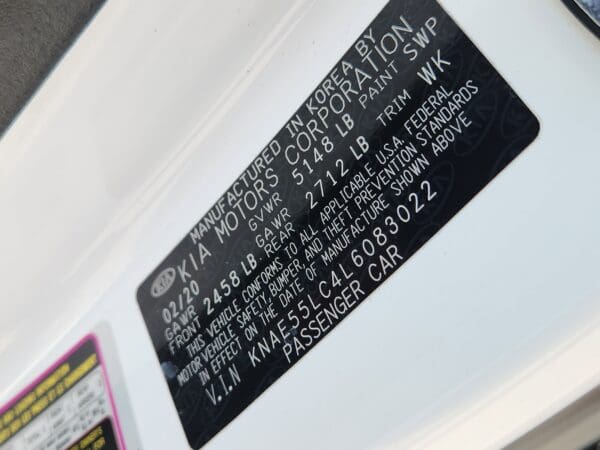 MANUFACTURED IN KOREA BY
KIA KIA MOTORS CORPORATION
02/20 GVWR 5148 LB PAINT SWP
GAWR FRONT 2458 LB GAWR REAR 2712 LB TRIM WK
THIS VEHICLE CONFORMS TO ALL APPLICABLE U.S.A. FEDERAL
MOTOR VEHICLE SAFETY, BUMPER, AND THEFT PREVENTION STANDARDS
IN EFFECT ON THE DATE OF MANUFACTURE SHOWN ABOVE
V.I.N KNAE55LC4L6083022
PASSENGER CAR